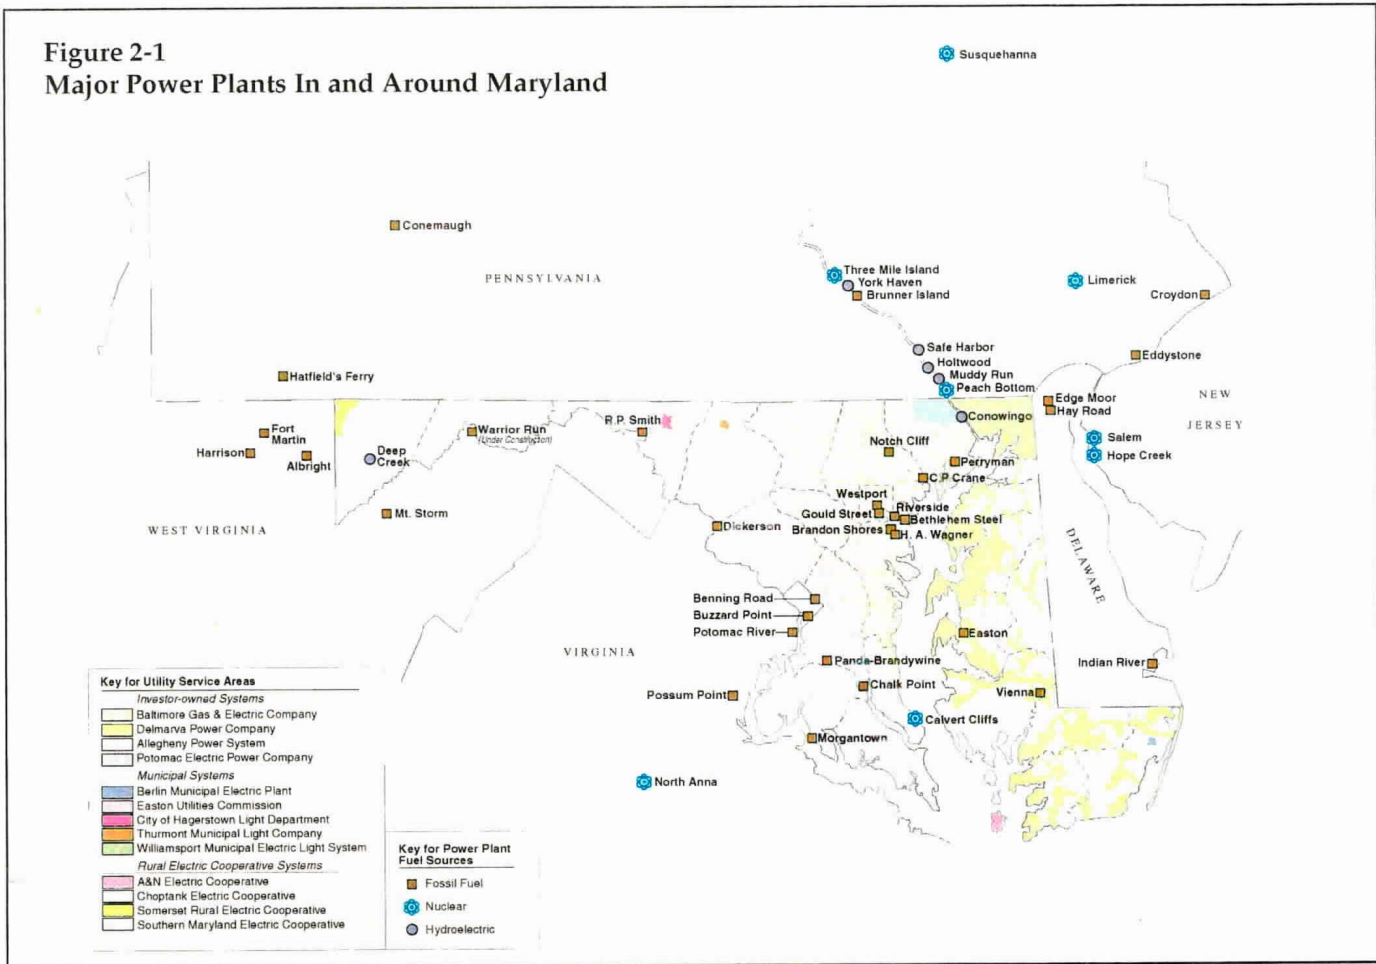 Figure 2-1
Major Power Plants In and Around Maryland
Susquehanna
Conemaugh
PENNSYLVANIA
Three Mile Island
York Haven
Brunner Island
Limerick
Croydon
Safe Harbor
Holtwood
Muddy Run
Peach Bottom
Eddystone
Hatfield's Ferry
NEW
JERSEY
Edge Moor
Hay Road
Conowingo
R.P. Smith
Warrior Run
(Under Construction)
Fort
Martin
Harrison
Albright
Deep
Creek
Notch Cliff
Salem
Hope Creek
Perryman
C.P. Crane
Mt. Storm
WEST VIRGINIA
Westport
Gould Street
Riverside
Bethlehem Steel
Brandon Shores
H. A. Wagner
Dickerson
DELAWARE
Benning Road
Buzzard Point
Potomac River
Easton
VIRGINIA
Panda-Brandywine
Indian River
Chalk Point
Possum Point
Vienna
Calvert Cliffs
Morgantown
North Anna
Key for Utility Service Areas
Investor-owned Systems
Baltimore Gas & Electric Company
Delmarva Power Company
Allegheny Power System
Potomac Electric Power Company
Municipal Systems
Berlin Municipal Electric Plant
Easton Utilities Commission
City of Hagerstown Light Department
Thurmont Municipal Light Company
Williamsport Municipal Electric Light System
Rural Electric Cooperative Systems
A&N Electric Cooperative
Choptank Electric Cooperative
Somerset Rural Electric Cooperative
Southern Maryland Electric Cooperative
Key for Power Plant
Fuel Sources
Fossil Fuel
Nuclear
Hydroelectric